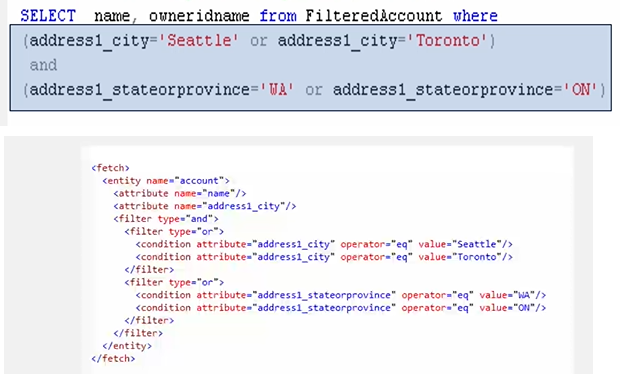 SELECT name, owneridname from FilteredAccount where
(address1_city='Seattle' or address1_city='Toronto')
and
(address1_stateorprovince='WA' or address1_stateorprovince='ON')
<fetch>
<entity name="account">
<attribute name="name"/>
<attribute name="address1_city"/>
<filter type="and">
<filter type="or">
<condition attribute="address1_city" operator="eq" value="Seattle"/>
<condition attribute="address1_city" operator="eq" value="Toronto"/>
</filter>
<filter type="or">
<condition attribute="address1_stateorprovince" operator="eq" value="WA"/>
<condition attribute="address1_stateorprovince" operator="eq" value="ON"/>
</filter>
</filter>
</entity>
</fetch>